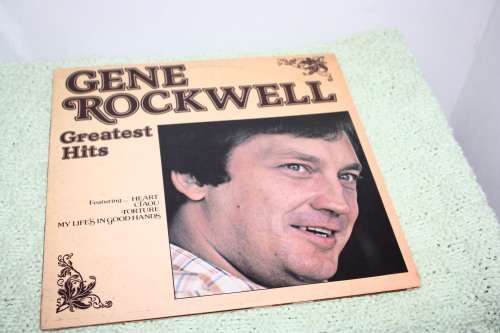 GENE
ROCKWELL
Greatest
Hits
Featuring... HEART
CIAOU
TORTURE
MY LIFE'S IN GOOD HANDS